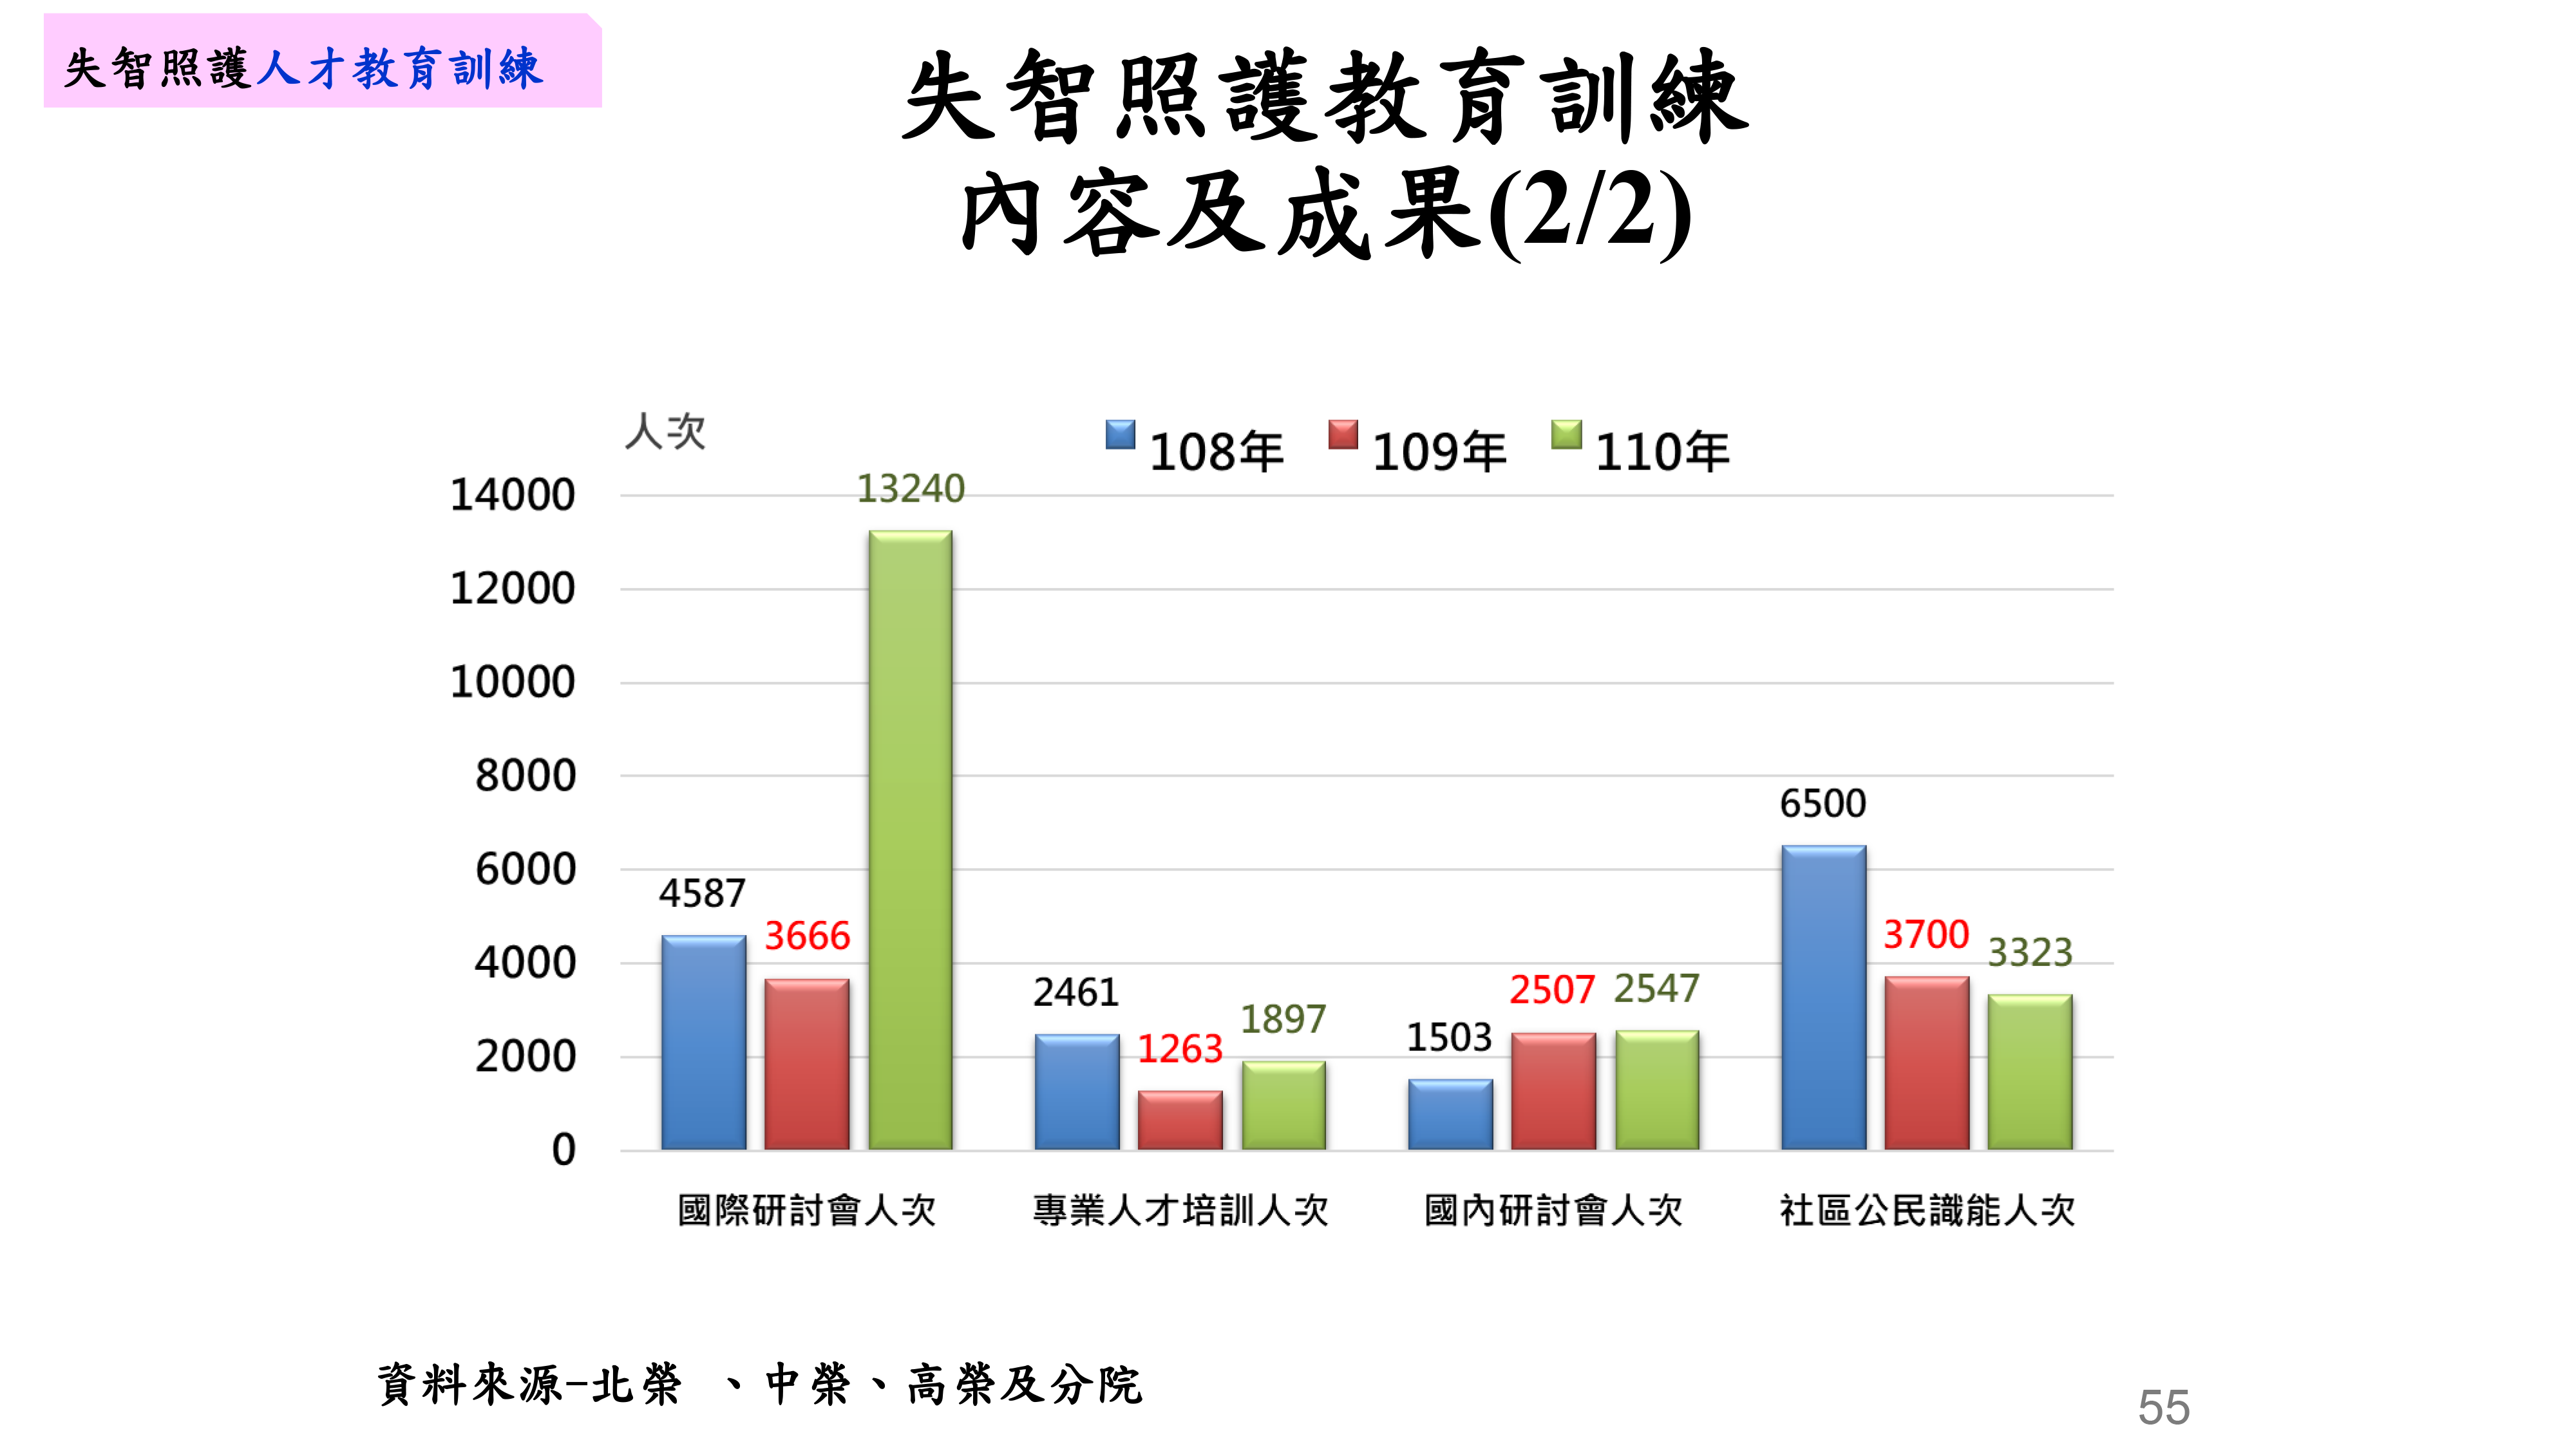 失智照護人才教育訓練
失智照護教育訓練
內容及成果(2/2)
人次
108年 109年 110年
14000
12000
10000
8000
6000
4000
2000
0
4587 3666 13240
2461 1263 1897
1503 2507 2547
6500 3700 3323
國際研討會人次 專業人才培訓人次 國內研討會人次 社區公民識能人次
資料來源-北榮 、中榮、高榮及分院
55